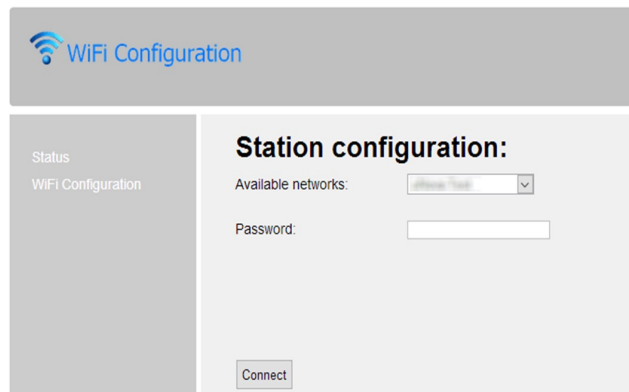 WiFi Configuration
Status
WiFi Configuration
Station configuration:
Available networks:
Password:
Connect